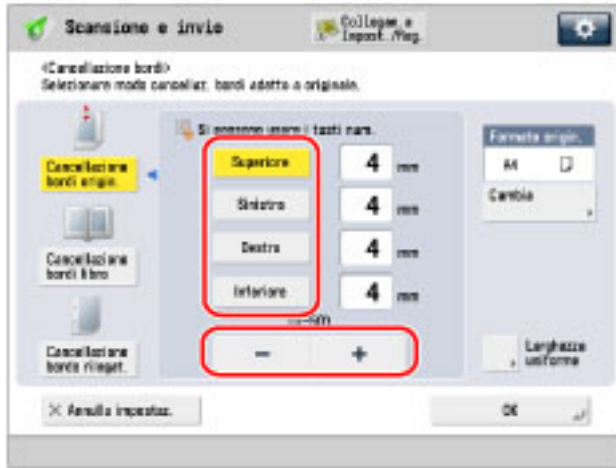 Scansione e invio
Collegam. e
Impost./Reg.
<Cancellazione bordi>
Selezionare modo cancellaz. bordi adatto a originale.
Si possono usare i tasti num.
Formato origin.
Cancellazione
bordi origin.
Superiore 4 mm
A4
Sinistro 4 mm
Cambia
Cancellazione
bordi libro
Destro 4 mm
Inferiore 4 mm
Cancellazione
bordo rilegat.
- +
Larghezza
uniforme
× Annulla impostaz.
OK